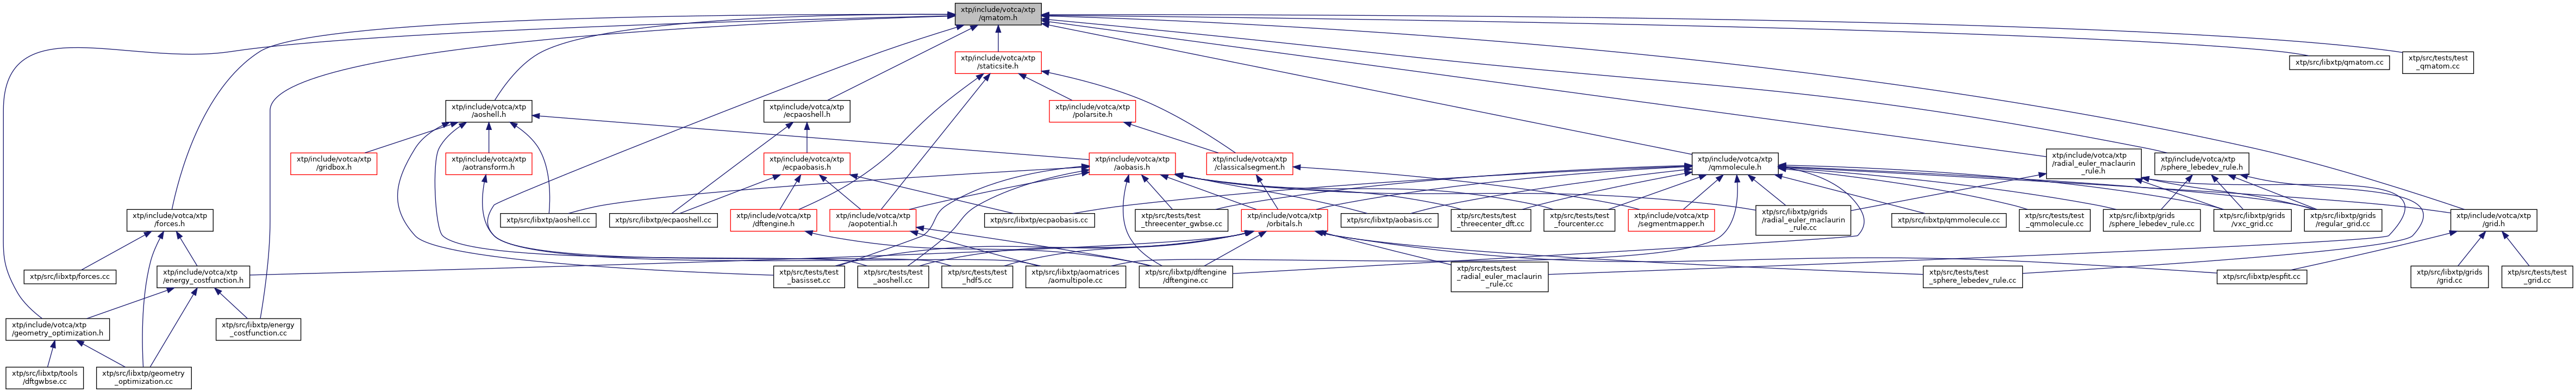 xtp/include/votca/xtp
/qmatom.h
xtp/include/votca/xtp
/staticsite.h
xtp/src/libxtp/qmatom.cc
xtp/src/tests/test
_qmatom.cc
xtp/include/votca/xtp
/aoshell.h
xtp/include/votca/xtp
/ecpaoshell.h
xtp/include/votca/xtp
/polarsite.h
xtp/include/votca/xtp
/gridbox.h
xtp/include/votca/xtp
/aotransform.h
xtp/include/votca/xtp
/ecpaobasis.h
xtp/include/votca/xtp
/aobasis.h
xtp/include/votca/xtp
/classicalsegment.h
xtp/include/votca/xtp
/qmmolecule.h
xtp/include/votca/xtp
/radial_euler_maclaurin
_rule.h
xtp/include/votca/xtp
/sphere_lebedev_rule.h
xtp/include/votca/xtp
/forces.h
xtp/src/libxtp/aoshell.cc
xtp/src/libxtp/ecpaoshell.cc
xtp/include/votca/xtp
/dftengine.h
xtp/include/votca/xtp
/aopotential.h
xtp/src/libxtp/ecpaobasis.cc
xtp/src/tests/test
_threecenter_gwbse.cc
xtp/include/votca/xtp
/orbitals.h
xtp/src/libxtp/aobasis.cc
xtp/src/tests/test
_threecenter_dft.cc
xtp/src/tests/test
_fourcenter.cc
xtp/include/votca/xtp
/segmentmapper.h
xtp/src/libxtp/grids
/radial_euler_maclaurin
_rule.cc
xtp/src/libxtp/qmmolecule.cc
xtp/src/tests/test
_qmmolecule.cc
xtp/src/libxtp/grids
/sphere_lebedev_rule.cc
xtp/src/libxtp/grids
/vxc_grid.cc
xtp/src/libxtp/grids
/regular_grid.cc
xtp/include/votca/xtp
/grid.h
xtp/src/libxtp/forces.cc
xtp/include/votca/xtp
/energy_costfunction.h
xtp/src/tests/test
_basisset.cc
xtp/src/tests/test
_aoshell.cc
xtp/src/tests/test
_hdf5.cc
xtp/src/libxtp/aomatrices
/aomultipole.cc
xtp/src/libxtp/dftengine
/dftengine.cc
xtp/src/tests/test
_radial_euler_maclaurin
_rule.cc
xtp/src/tests/test
_sphere_lebedev_rule.cc
xtp/src/libxtp/espfit.cc
xtp/src/libxtp/grids
/grid.cc
xtp/src/tests/test
_grid.cc
xtp/include/votca/xtp
/geometry_optimization.h
xtp/src/libxtp/energy
_costfunction.cc
xtp/src/libxtp/tools
/dftgwbse.cc
xtp/src/libxtp/geometry
_optimization.cc